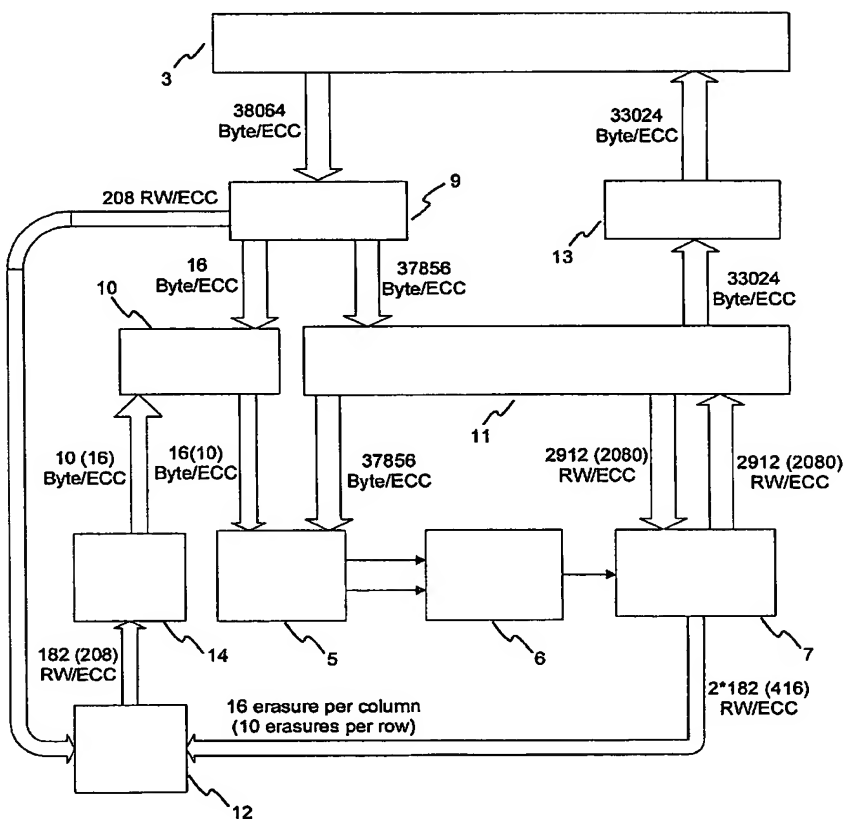 3
38064
Byte/ECC
33024
Byte/ECC
208 RW/ECC
9
13
16
Byte/ECC
37856
Byte/ECC
33024
Byte/ECC
10
11
10 (16)
Byte/ECC
16(10)
Byte/ECC
37856
Byte/ECC
2912 (2080)
RW/ECC
2912 (2080)
RW/ECC
14
5
6
7
182 (208)
RW/ECC
16 erasure per column
(10 erasures per row)
2*182 (416)
RW/ECC
12